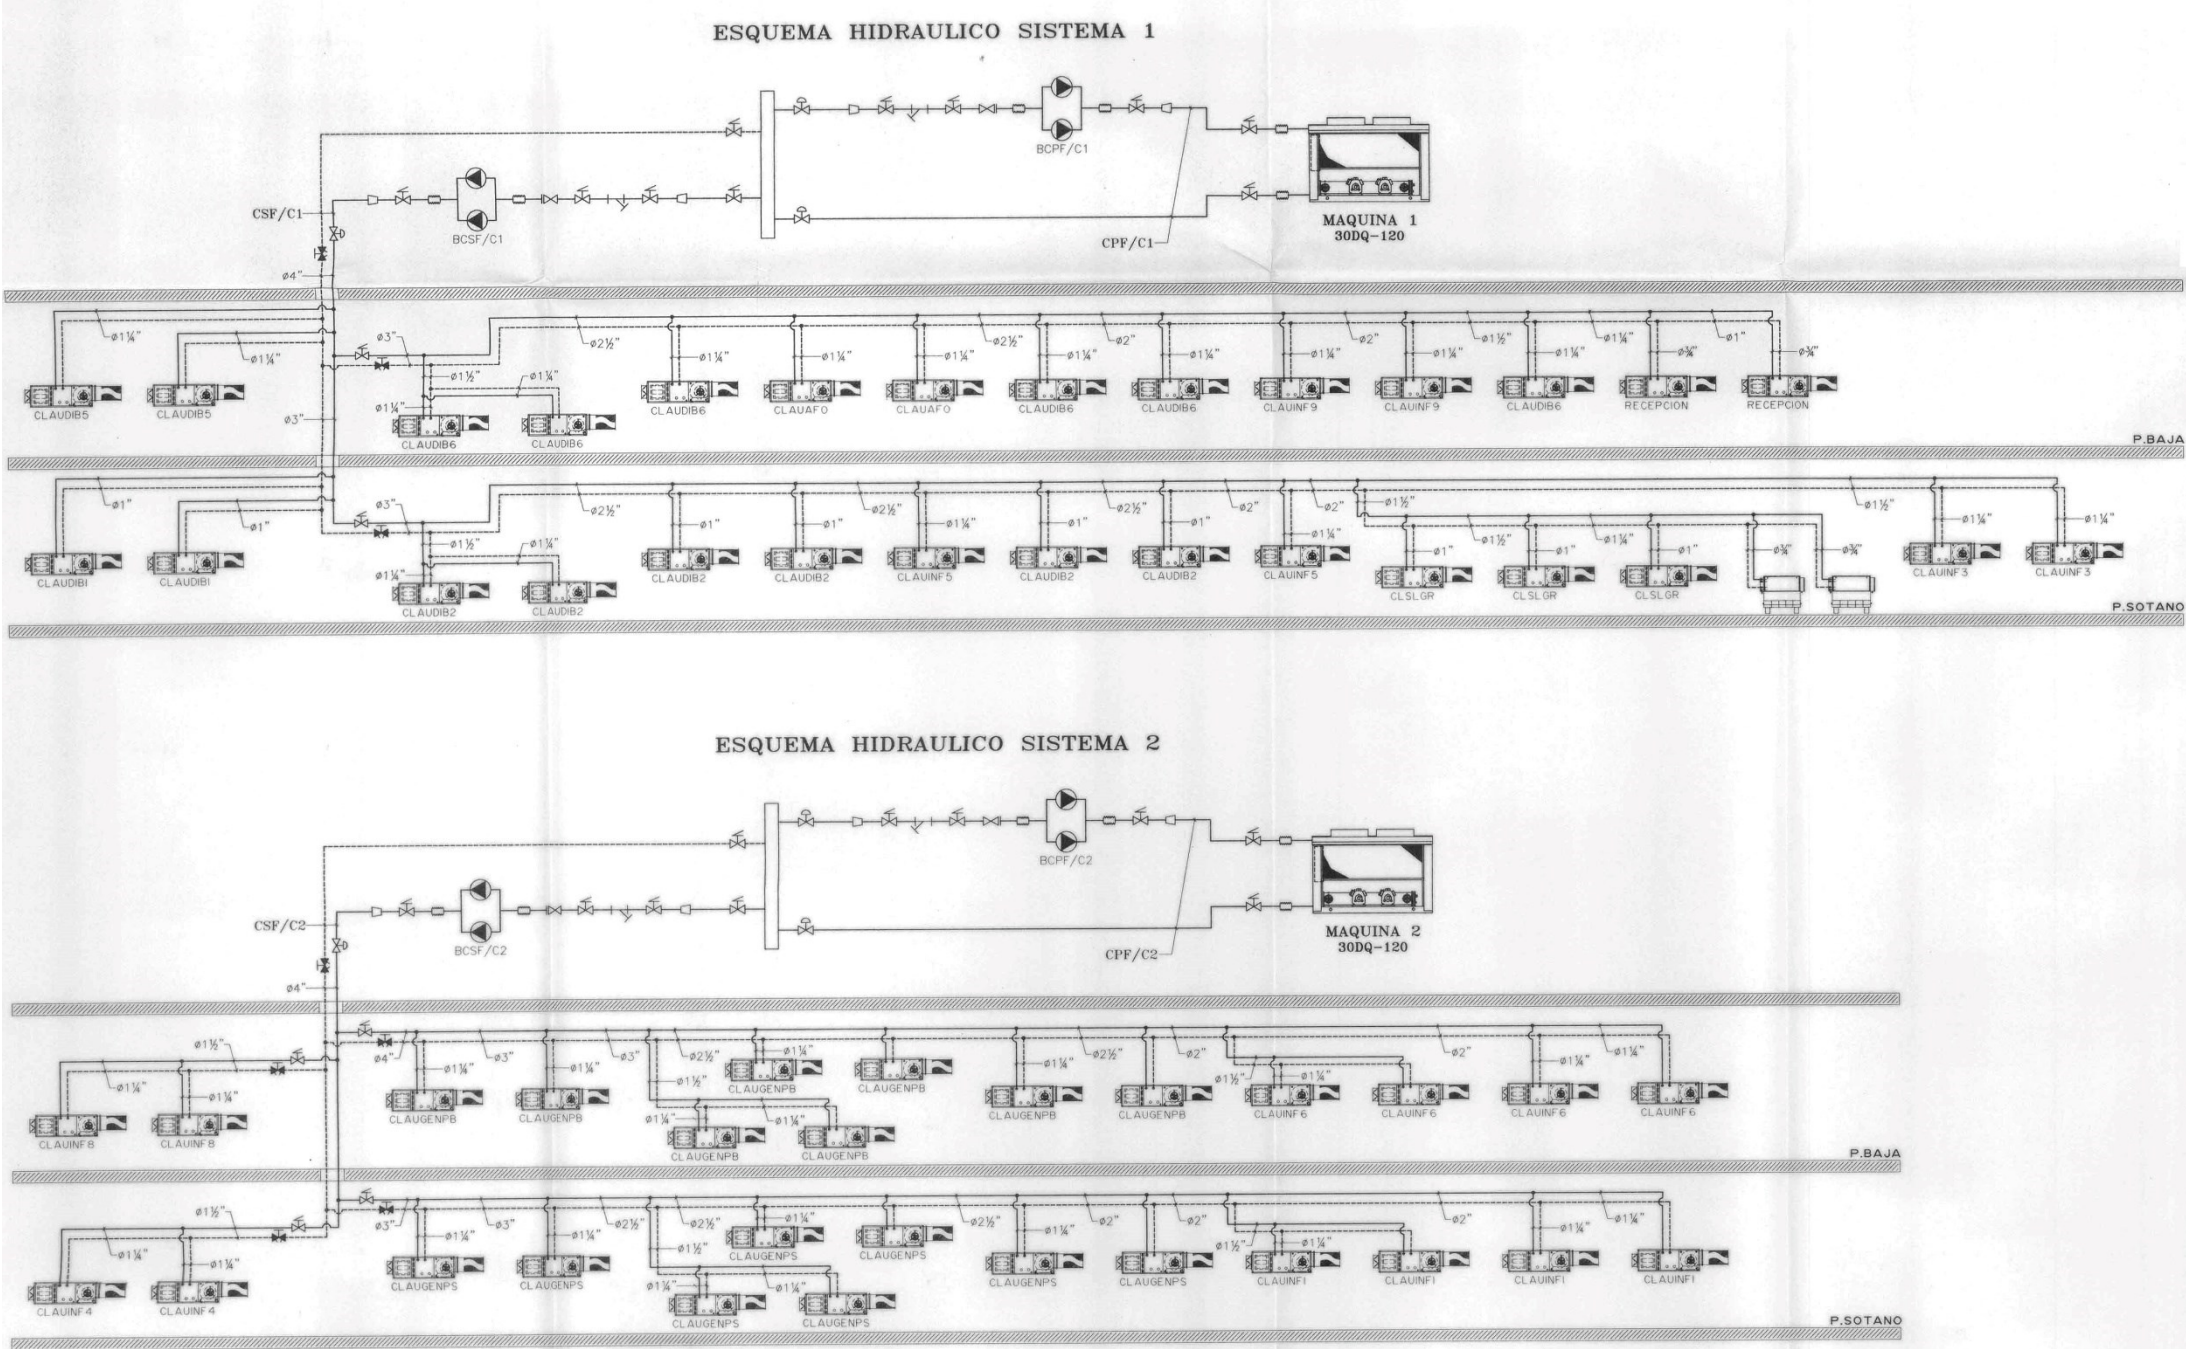 ESQUEMA HIDRAULICO SISTEMA 1
BCPF/C1
CSF/C1
BCSF/C1
CPF/C1
MAQUINA 1
30DQ-120
ø4"
ø1¼" ø1¼" ø3" ø2½" ø1¼" ø1¼" ø1¼" ø2½" ø1¼" ø2" ø1¼" ø1¼" ø2" ø1¼" ø1½" ø1¼" ø1¼" ø¾" ø1" ø¾"
ø1½" ø1¼"
ø1¼"
ø3"
CLAUDIB5 CLAUDIB5 CLAUDIB6 CLAUDIB6 CLAUDIB6 CLAUAFO CLAUAFO CLAUDIB6 CLAUDIB6 CLAUINF9 CLAUINF9 CLAUDIB6 RECEPCION RECEPCION
P.BAJA
ø1" ø1" ø3" ø2½" ø1" ø1" ø2½" ø1¼" ø1" ø2½" ø1" ø2" ø1¼" ø2" ø1½" ø1" ø1½" ø1" ø1¼" ø1" ø¾" ø¾" ø1½" ø1¼" ø1¼"
ø1½" ø1¼"
ø1¼"
CLAUDIB1 CLAUDIB1 CLAUDIB2 CLAUDIB2 CLAUDIB2 CLAUDIB2 CLAUINF5 CLAUDIB2 CLAUDIB2 CLAUINF5 CLSLGR CLSLGR CLSLGR CLAUINF3 CLAUINF3
P.SOTANO
ESQUEMA HIDRAULICO SISTEMA 2
BCPF/C2
CSF/C2
BCSF/C2
CPF/C2
MAQUINA 2
30DQ-120
ø4"
ø1½" ø4" ø3" ø3" ø2½" ø1¼" ø2½" ø2" ø2" ø1¼"
ø1¼" ø1¼" ø1¼" ø1¼" ø1½" ø1¼" ø1½" ø1¼" ø1¼"
ø1¼" ø1¼"
CLAUINF8 CLAUINF8 CLAUGENPB CLAUGENPB CLAUGENPB CLAUGENPB CLAUGENPB CLAUGENPB CLAUGENPB CLAUGENPB CLAUINF6 CLAUINF6 CLAUINF6 CLAUINF6
P.BAJA
ø1½" ø3" ø3" ø2½" ø2½" ø1¼" ø2½" ø2" ø2" ø2" ø1¼"
ø1¼" ø1¼" ø1¼" ø1¼" ø1½" ø1¼" ø1½" ø1¼" ø1¼"
ø1¼" ø1¼"
CLAUINF4 CLAUINF4 CLAUGENPS CLAUGENPS CLAUGENPS CLAUGENPS CLAUGENPS CLAUGENPS CLAUGENPS CLAUGENPS CLAUINF1 CLAUINF1 CLAUINF1 CLAUINF1
P.SOTANO